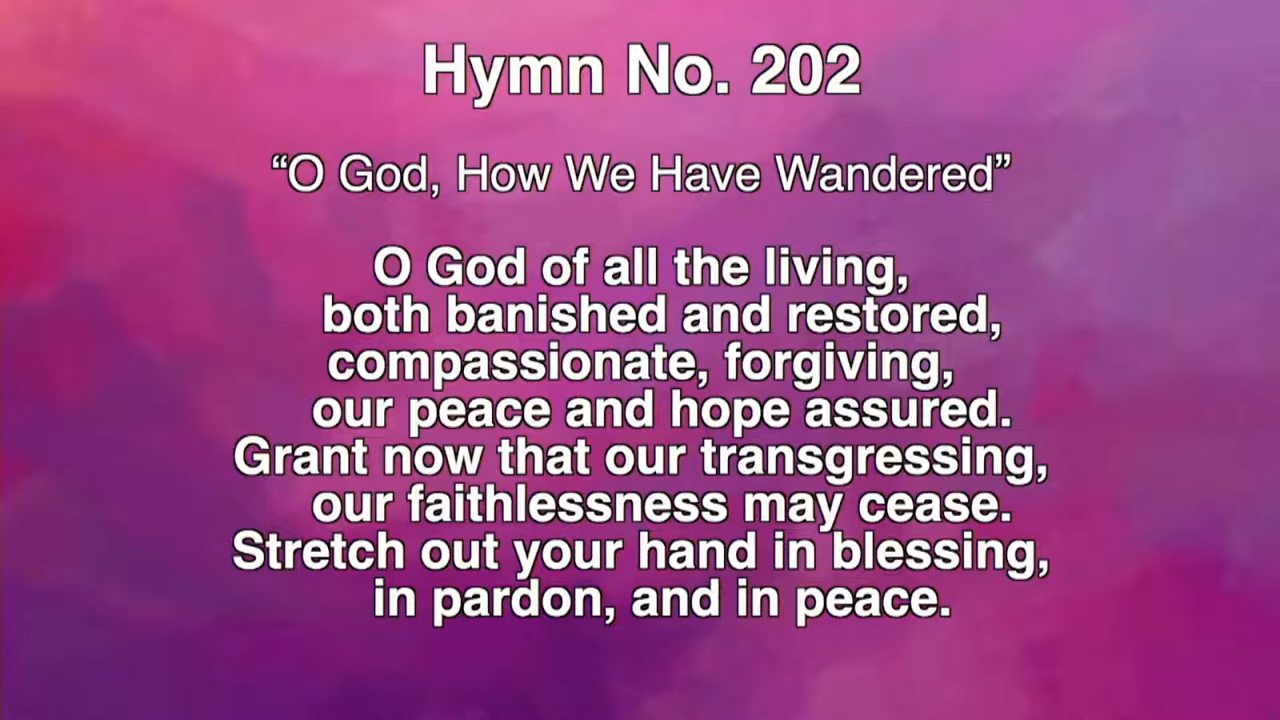 Hymn No. 202
“O God, How We Have Wandered”
O God of all the living,
both banished and restored,
compassionate, forgiving,
our peace and hope assured.
Grant now that our transgressing,
our faithlessness may cease.
Stretch out your hand in blessing,
in pardon, and in peace.